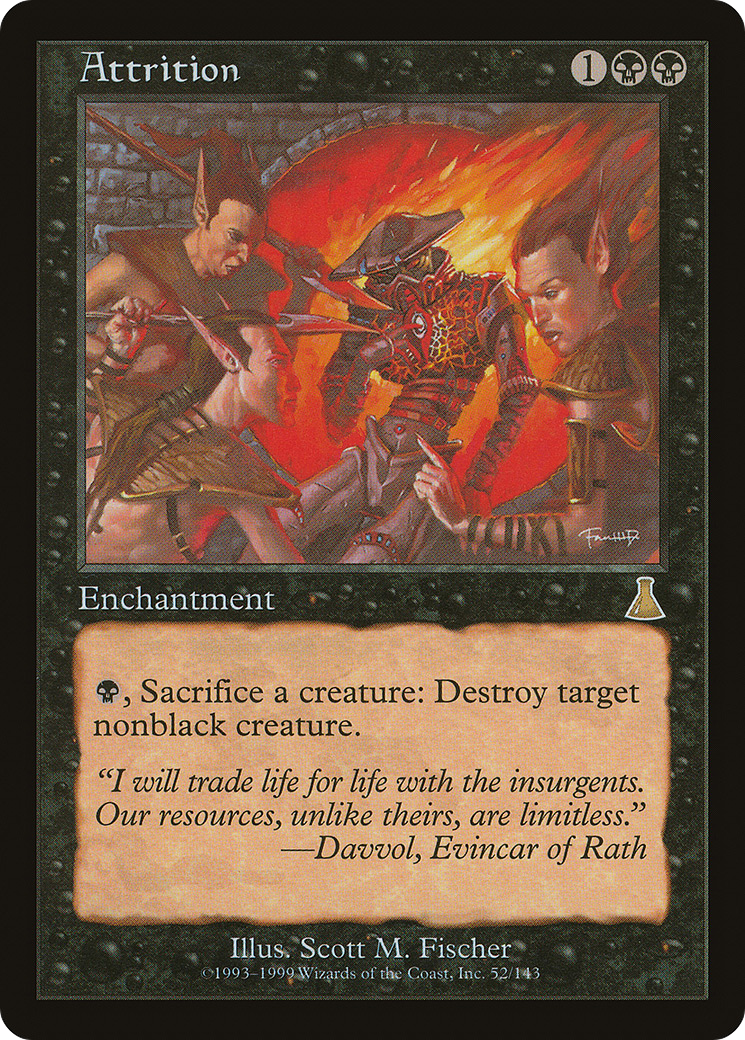 Attrition 1
Enchantment
, Sacrifice a creature: Destroy target
nonblack creature.
“I will trade life for life with the insurgents.
Our resources, unlike theirs, are limitless.”
—Davvol, Evincar of Rath
Illus. Scott M. Fischer
©1993–1999 Wizards of the Coast, Inc. 52/143